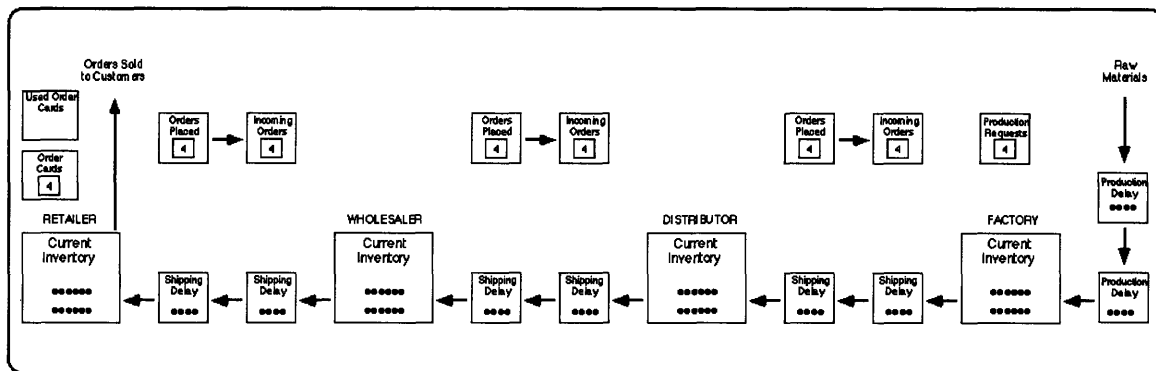 Orders Sold
to Customers
Raw
Materials
Used Order
Cards
Orders
Placed
4
Incoming
Orders
4
Orders
Placed
4
Incoming
Orders
4
Orders
Placed
4
Incoming
Orders
4
Production
Requests
4
Order
Cards
4
Production
Delay
RETAILER
WHOLESALER
DISTRIBUTOR
FACTORY
Current
Inventory
Shipping
Delay
Shipping
Delay
Current
Inventory
Shipping
Delay
Shipping
Delay
Current
Inventory
Shipping
Delay
Shipping
Delay
Current
Inventory
Production
Delay